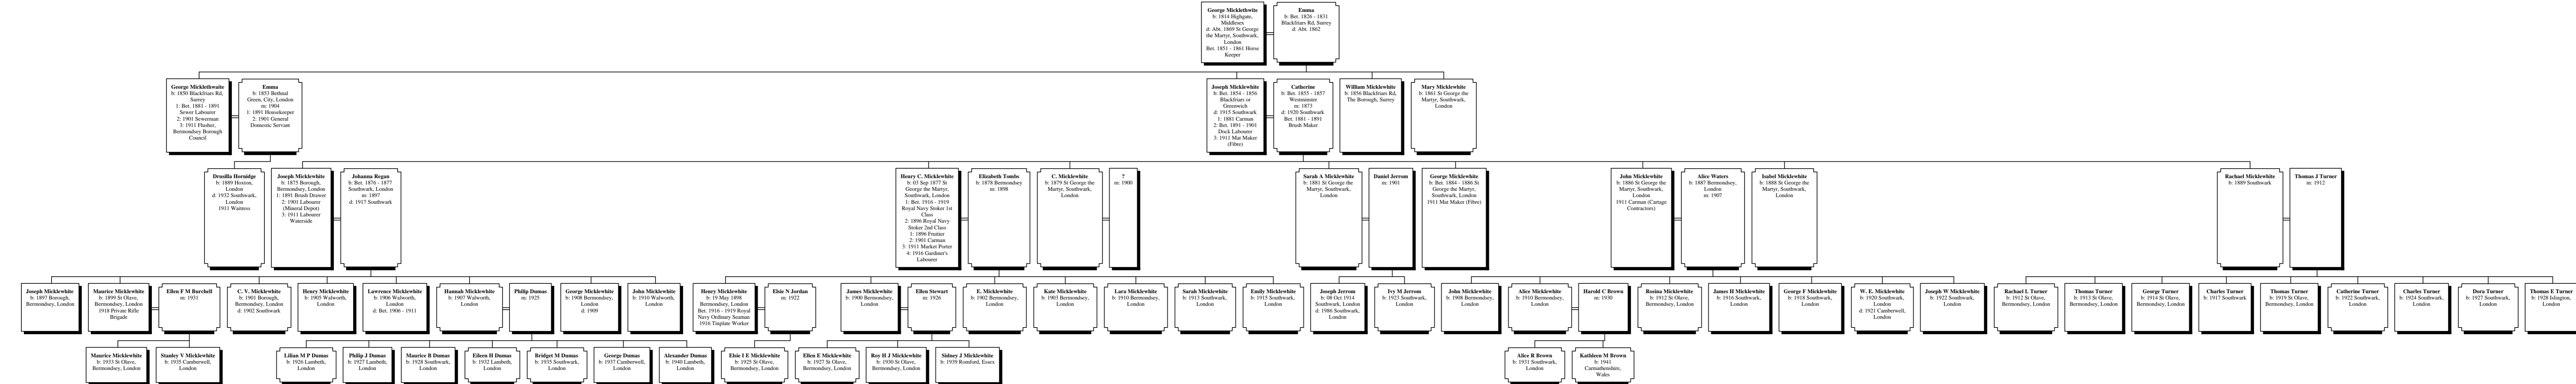 George Micklethwite
b: 1814 Highgate,
Middlesex
d: Abt. 1869 St George
the Martyr, Southwark,
London
Bet. 1851 - 1861 Horse
Keeper
Emma
b: Bet. 1826 - 1831
Blackfriars Rd, Surrey
d: Abt. 1862
George Micklethwaite
b: 1850 Blackfriars Rd,
Surrey
1: Bet. 1881 - 1891
Sewer Labourer
2: 1901 Sewerman
3: 1911 Flusher,
Bermondsey Borough
Council
Emma
b: 1853 Bethnal
Green, City, London
m: 1904
1: 1891 Housekeeper
2: 1901 General
Domestic Servant
Joseph Micklewhite
b: Bet. 1854 - 1856
Blackfriars or
Greenwich
d: 1915 Southwark
1: 1881 Carman
2: Bet. 1891 - 1901
Dock Labourer
3: 1911 Mat Maker
(Fibre)
Catherine
b: Bet. 1855 - 1857
Westminster
m: 1873
d: 1920 Southwark
Bet. 1881 - 1891
Brush Maker
William Micklewhite
b: 1856 Blackfriars Rd,
The Borough, Surrey
Mary Micklewhite
b: 1861 St George the
Martyr, Southwark,
London
Drusilla Hornidge
b: 1889 Hoxton,
London
d: 1932 Southwark,
London
1911 Waitress
Joseph Micklewhite
b: 1875 Borough,
Bermondsey, London
1: 1891 Brush Drawer
2: 1901 Labourer
(Mineral Depot)
3: 1911 Labourer
Waterside
Johanna Regan
b: Bet. 1876 - 1877
Southwark, London
m: 1897
d: 1917 Southwark
Henry C. Micklewhite
b: 03 Sep 1877 St
George the Martyr,
Southwark, London
1: Bet. 1916 - 1919
Royal Navy Stoker 1st
Class
2: 1896 Royal Navy
Stoker 2nd Class
1: 1896 Fruitier
2: 1901 Carman
3: 1911 Market Porter
4: 1916 Gardiner's
Labourer
Elizabeth Tombs
b: 1878 Bermondsey
m: 1898
C. Micklewhite
b: 1879 St George the
Martyr, Southwark,
London
?
m: 1900
Sarah A Micklewhite
b: 1881 St George the
Martyr, Southwark,
London
Daniel Jerrom
m: 1901
George Micklewhite
b: Bet. 1884 - 1886 St
George the Martyr,
Southwark, London
1911 Mat Maker (Fibre)
John Micklewhite
b: 1886 St George the
Martyr, Southwark,
London
1911 Carman (Cartage
Contractors)
Alice Waters
b: 1887 Bermondsey,
London
m: 1907
Isabel Micklewhite
b: 1888 St George the
Martyr, Southwark,
London
Rachael Micklewhite
b: 1889 Southwark
Thomas J Turner
m: 1912
Joseph Micklewhite
b: 1897 Borough,
Bermondsey, London
Maurice Micklewhite
b: 1899 St Olave,
Bermondsey, London
1918 Private Rifle
Brigade
Ellen F M Burchell
m: 1931
C. V. Micklewhite
b: 1901 Borough,
Bermondsey, London
d: 1902 Southwark
Henry Micklewhite
b: 1905 Walworth,
London
Lawrence Micklewhite
b: 1906 Walworth,
London
d: Bet. 1906 - 1911
Hannah Micklewhite
b: 1907 Walworth,
London
Philip Dumas
m: 1925
George Micklewhite
b: 1908 Bermondsey,
London
d: 1909
John Micklewhite
b: 1910 Walworth,
London
Henry Micklewhite
b: 19 May 1898
Bermondsey, London
Bet. 1916 - 1919 Royal
Navy Ordinary Seaman
1916 Tinplate Worker
Elsie N Jordan
m: 1922
James Micklewhite
b: 1900 Bermondsey,
London
Ellen Stewart
m: 1926
E. Micklewhite
b: 1902 Bermondsey,
London
Kate Micklewhite
b: 1903 Bermondsey,
London
Lara Micklewhite
b: 1910 Bermondsey,
London
Sarah Micklewhite
b: 1913 Southwark,
London
Emily Micklewhite
b: 1915 Southwark,
London
Joseph Jerrom
b: 08 Oct 1914
Southwark, London
d: 1986 Southwark,
London
Ivy M Jerrom
b: 1923 Southwark,
London
John Micklewhite
b: 1908 Bermondsey,
London
Alice Micklewhite
b: 1910 Bermondsey,
London
Harold C Brown
m: 1930
Rosina Micklewhite
b: 1912 St Olave,
Bermondsey, London
James H Micklewhite
b: 1916 Southwark,
London
George F Micklewhite
b: 1918 Southwark,
London
W. E. Micklewhite
b: 1920 Southwark,
London
d: 1921 Camberwell,
London
Joseph W Micklewhite
b: 1922 Southwark,
London
Rachael L Turner
b: 1912 St Olave,
Bermondsey, London
Thomas Turner
b: 1913 St Olave,
Bermondsey, London
George Turner
b: 1914 St Olave,
Bermondsey, London
Charles Turner
b: 1917 Southwark
Thomas Turner
b: 1919 St Olave,
Bermondsey, London
Catherine Turner
b: 1922 Southwark,
London
Charles Turner
b: 1924 Southwark,
London
Dora Turner
b: 1927 Southwark,
London
Thomas E Turner
b: 1928 Islington,
London
Maurice Micklewhite
b: 1933 St Olave,
Bermondsey, London
Stanley V Micklewhite
b: 1935 Camberwell,
London
Lilian M P Dumas
b: 1926 Lambeth,
London
Philip J Dumas
b: 1927 Lambeth,
London
Maurice B Dumas
b: 1928 Southwark,
London
Eileen H Dumas
b: 1932 Lambeth,
London
Bridget M Dumas
b: 1935 Southwark,
London
George Dumas
b: 1937 Camberwell,
London
Alexander Dumas
b: 1940 Lambeth,
London
Elsie I E Micklewhite
b: 1925 St Olave,
Bermondsey, London
Ellen E Micklewhite
b: 1927 St Olave,
Bermondsey, London
Roy H J Micklewhite
b: 1930 St Olave,
Bermondsey, London
Sidney J Micklewhite
b: 1939 Romford, Essex
Alice R Brown
b: 1931 Southwark,
London
Kathleen M Brown
b: 1941
Carmathenshire,
Wales